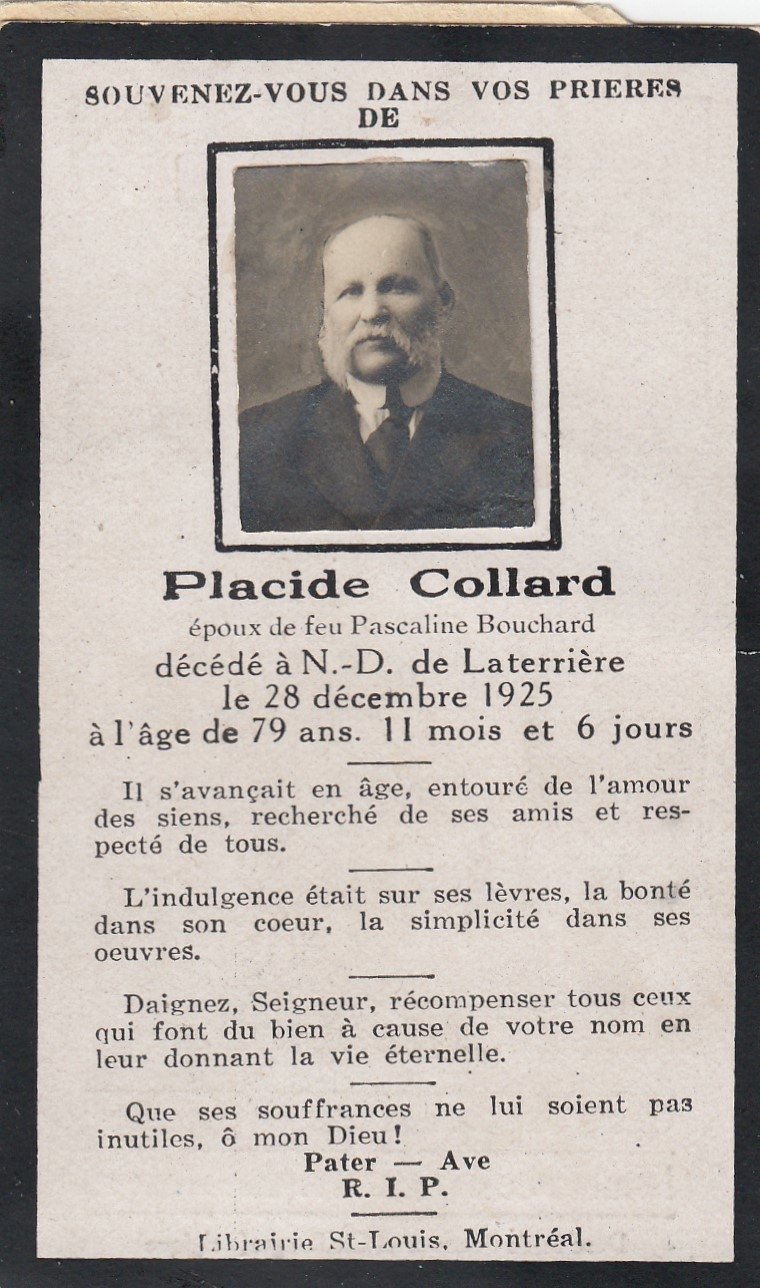 SOUVENEZ-VOUS DANS VOS PRIERES
DE
Placide Collard
époux de feu Pascaline Bouchard
décédé à N.-D. de Laterrière
le 28 décembre 1925
à l'âge de 79 ans. 11 mois et 6 jours
Il s'avançait en âge, entouré de l'amour
des siens, recherché de ses amis et res-
pecté de tous.
L'indulgence était sur ses lèvres, la bonté
dans son coeur, la simplicité dans ses
oeuvres.
Daignez, Seigneur, récompenser tous ceux
qui font du bien à cause de votre nom en
leur donnant la vie éternelle.
Que ses souffrances ne lui soient pas
inutiles, ô mon Dieu!
Pater — Ave
R. I. P.
Librairie St-Louis, Montréal.